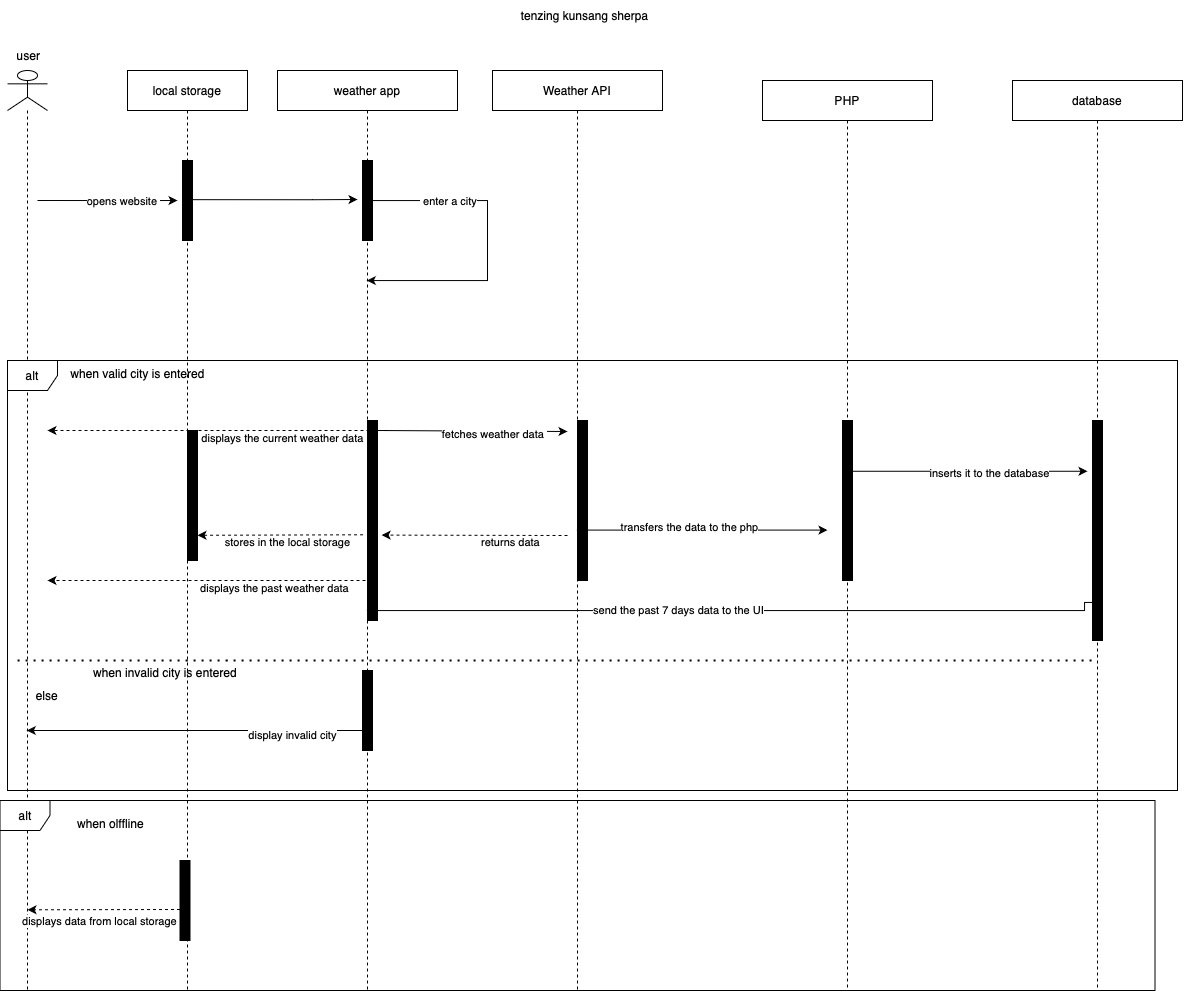 tenzing kunsang sherpa
user
local storage
weather app
Weather API
PHP
database
opens website
enter a city
alt
when valid city is entered
displays the current weather data
fetches weather data
inserts it to the database
transfers the data to the php
stores in the local storage
returns data
displays the past weather data
send the past 7 days data to the UI
when invalid city is entered
else
display invalid city
alt
when olffline
displays data from local storage